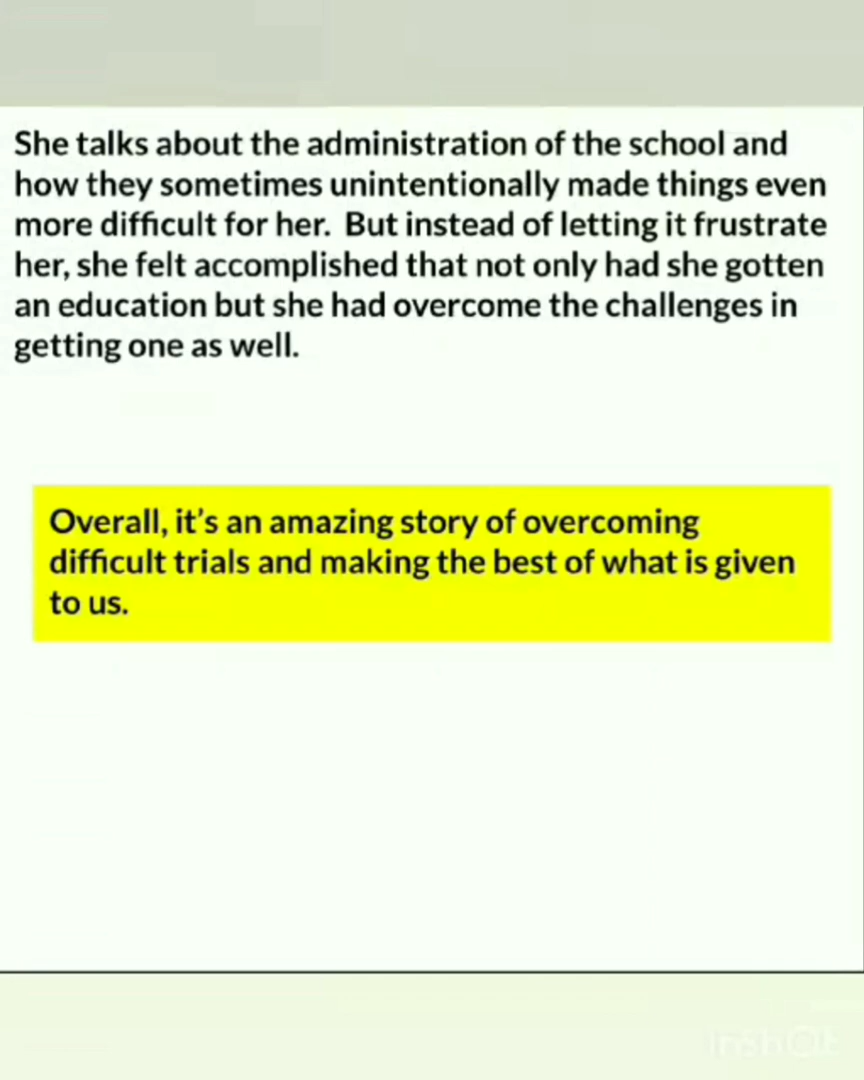 She talks about the administration of the school and
how they sometimes unintentionally made things even
more difficult for her.  But instead of letting it frustrate
her, she felt accomplished that not only had she gotten
an education but she had overcome the challenges in
getting one as well.
Overall, it’s an amazing story of overcoming
difficult trials and making the best of what is given
to us.
InShOt